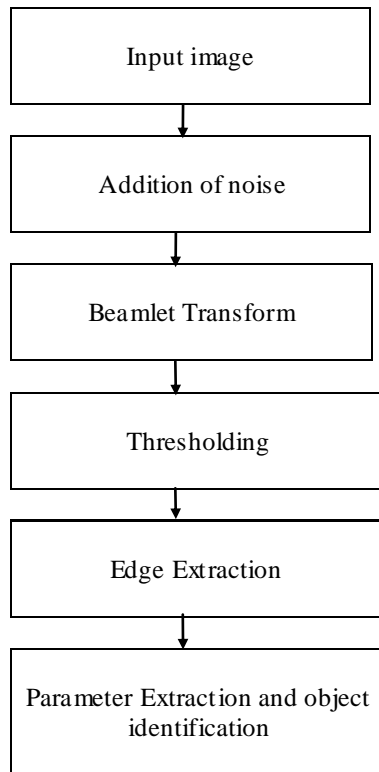 Input image
Addition of noise
Beamlet Transform
Thresholding
Edge Extraction
Parameter Extraction and object
identification